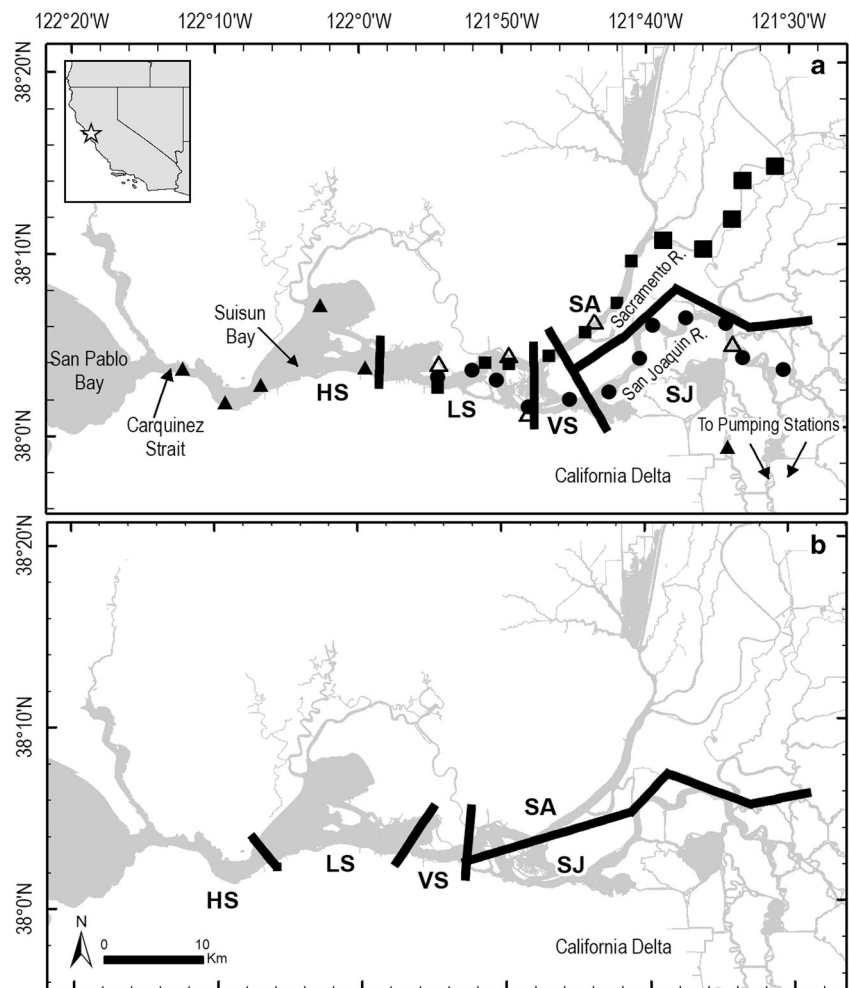 122°20'W 122°10'W 122°0'W 121°50'W 121°40'W 121°30'W
a
38°20'N
38°10'N
38°0'N
Sacramento R.
SA
Suisun
Bay
San Pablo
Bay
HS
San Joaquin R.
SJ
LS
VS
Carquinez
Strait
To Pumping Stations
California Delta
b
38°20'N
38°10'N
38°0'N
SA
LS
SJ
VS
HS
N
0 10
Km
California Delta